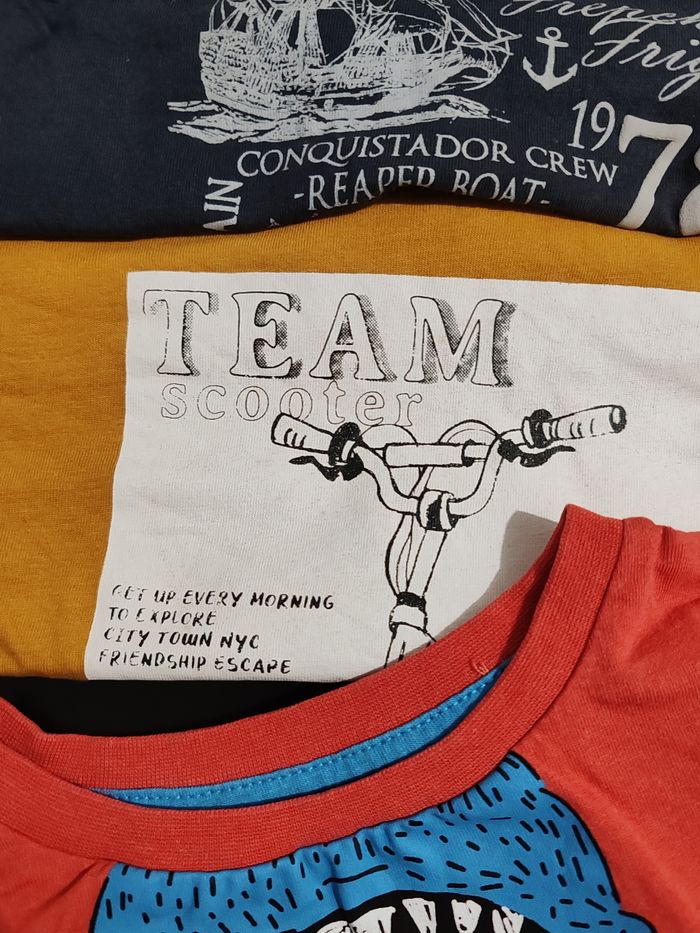 19
CONQUISTADOR CREW
-REAPER BOAT-
TEAM
scooter
GET UP EVERY MORNING
TO EXPLORE
CITY TOWN NYC
FRIENDSHIP ESCAPE